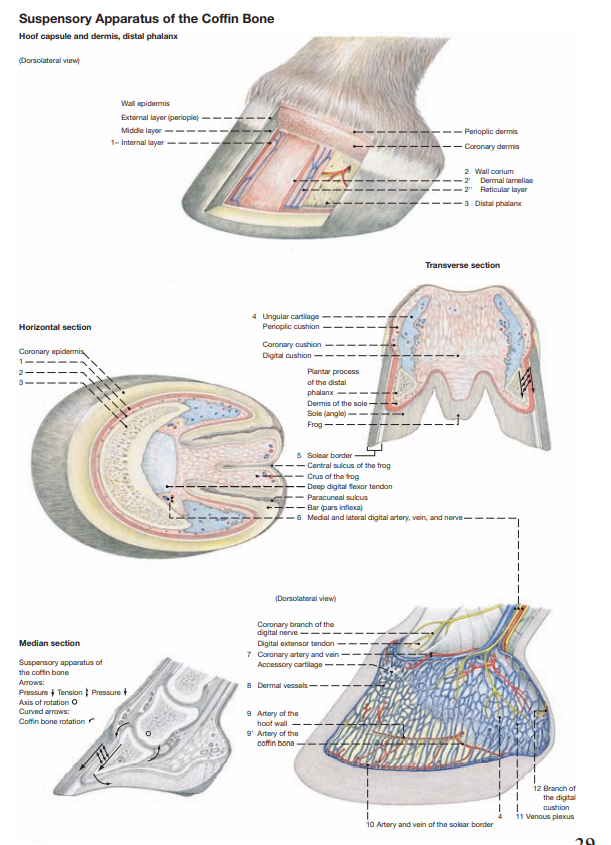 Suspensory Apparatus of the Coffin Bone
Hoof capsule and dermis, distal phalanx
(Dorsolateral view)
Wall epidermis
External layer (periople)
Middle layer
1– Internal layer
Perioplic dermis
Coronary dermis
2 Wall corium
2' Dermal lamellae
2'' Reticular layer
3 Distal phalanx
Transverse section
4 Ungular cartilage
Perioplic cushion
Coronary cushion
Digital cushion
Plantar process
of the distal
phalanx
Dermis of the sole
Sole (angle)
Frog
Horizontal section
Coronary epidermis
1
2
3
5 Solear border
Central sulcus of the frog
Crus of the frog
Deep digital flexor tendon
Paracuneal sulcus
Bar (pars inflexa)
6 Medial and lateral digital artery, vein, and nerve
(Dorsolateral view)
Coronary branch of the
digital nerve
Digital extensor tendon
7 Coronary artery and vein
Accessory cartilage
8 Dermal vessels
9 Artery of the
hoof wall
9' Artery of the
coffin bone
Median section
Suspensory apparatus of
the coffin bone
Arrows:
Pressure Tension Pressure
Axis of rotation
Curved arrows:
Coffin bone rotation
12 Branch of
the digital
cushion
10 Artery and vein of the solear border
4
11 Venous plexus
29